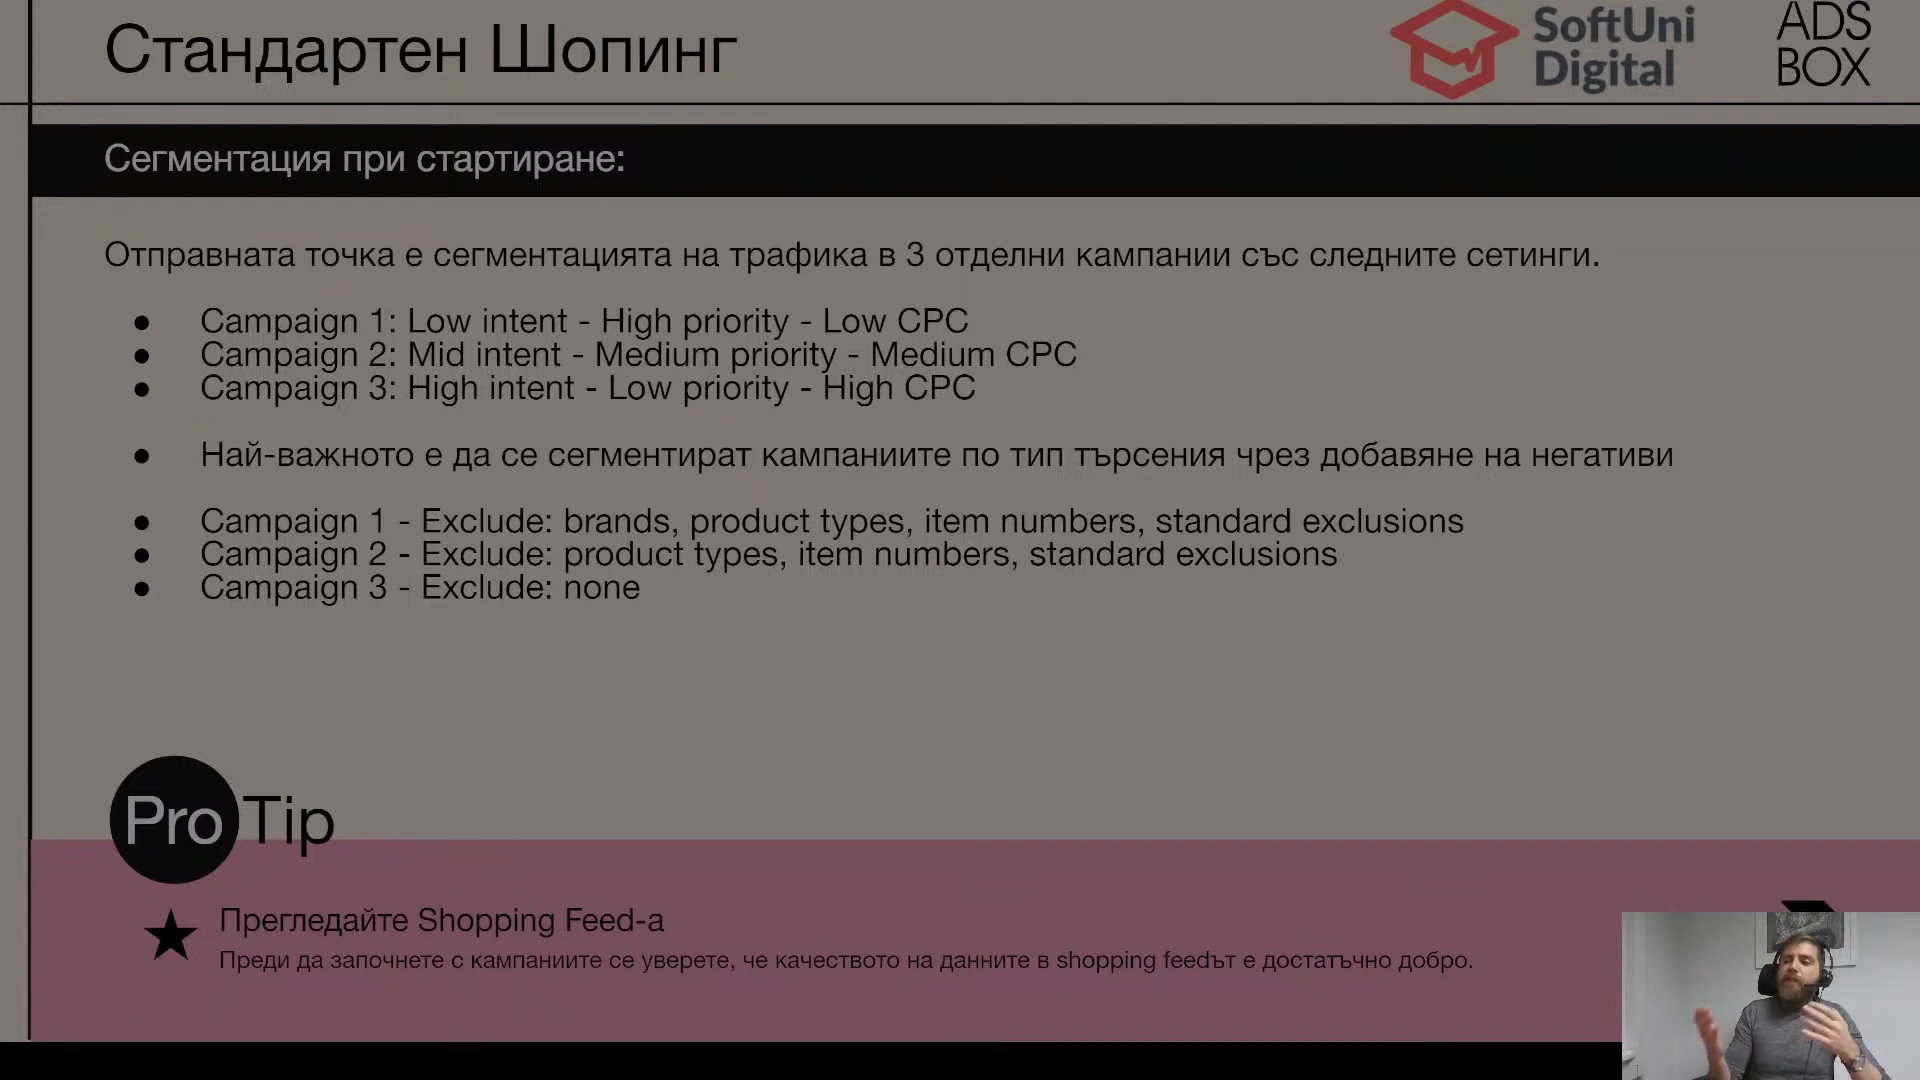 Стандартен Шопинг
SoftUni
Digital
ADS
BOX
Сегментация при стартиране:
Отправната точка е сегментацията на трафика в 3 отделни кампании със следните сетинги.
● Campaign 1: Low intent - High priority - Low CPC
● Campaign 2: Mid intent - Medium priority - Medium CPC
● Campaign 3: High intent - Low priority - High CPC
● Най-важното е да се сегментират кампаниите по тип търсения чрез добавяне на негативи
● Campaign 1 - Exclude: brands, product types, item numbers, standard exclusions
● Campaign 2 - Exclude: product types, item numbers, standard exclusions
● Campaign 3 - Exclude: none
Pro Tip
★ Прегледайте Shopping Feed-а
Преди да започнете с кампаниите се уверете, че качеството на данните в shopping feedът е достатъчно добро.